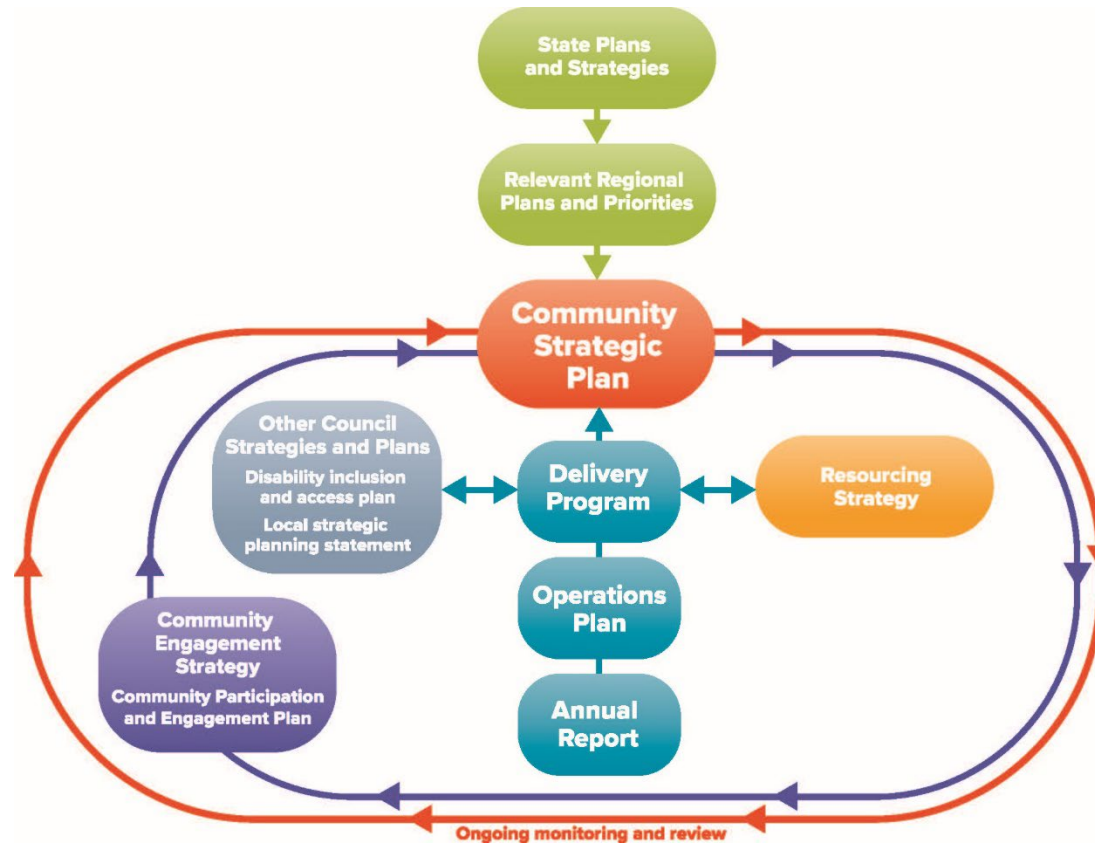 State Plans
and Strategies
Relevant Regional
Plans and Priorities
Community
Strategic
Plan
Other Council
Strategies and Plans
Disability inclusion
and access plan
Local strategic
planning statement
Delivery
Program
Resourcing
Strategy
Operations
Plan
Community
Engagement
Strategy
Community Participation
and Engagement Plan
Annual
Report
Ongoing monitoring and review